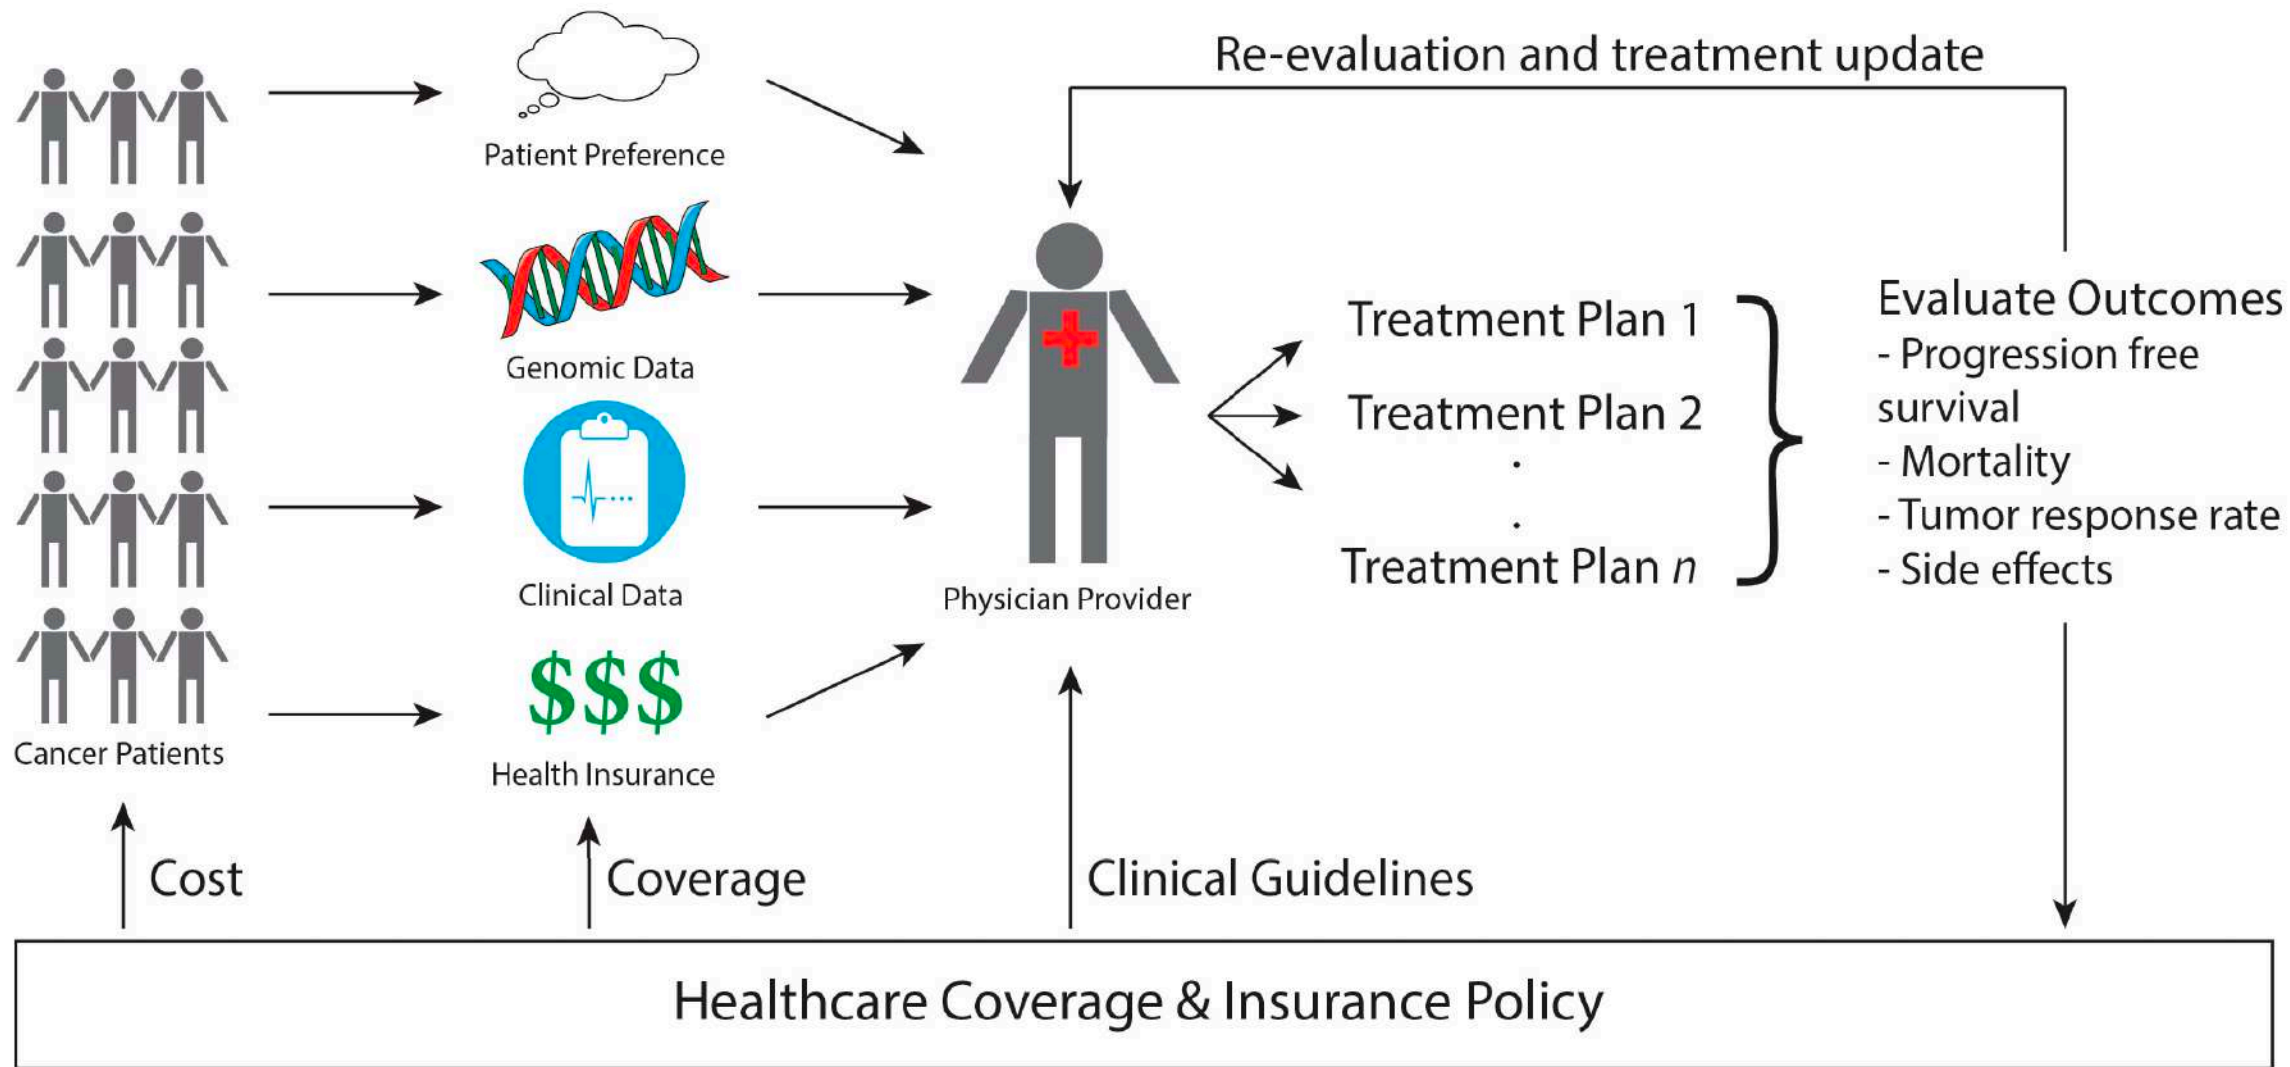 Re-evaluation and treatment update
Patient Preference
Genomic Data
Clinical Data
$$$
Health Insurance
Cancer Patients
Physician Provider
Treatment Plan 1
Treatment Plan 2
.
.
Treatment Plan n
Evaluate Outcomes
- Progression free
survival
- Mortality
- Tumor response rate
- Side effects
Cost
Coverage
Clinical Guidelines
Healthcare Coverage & Insurance Policy